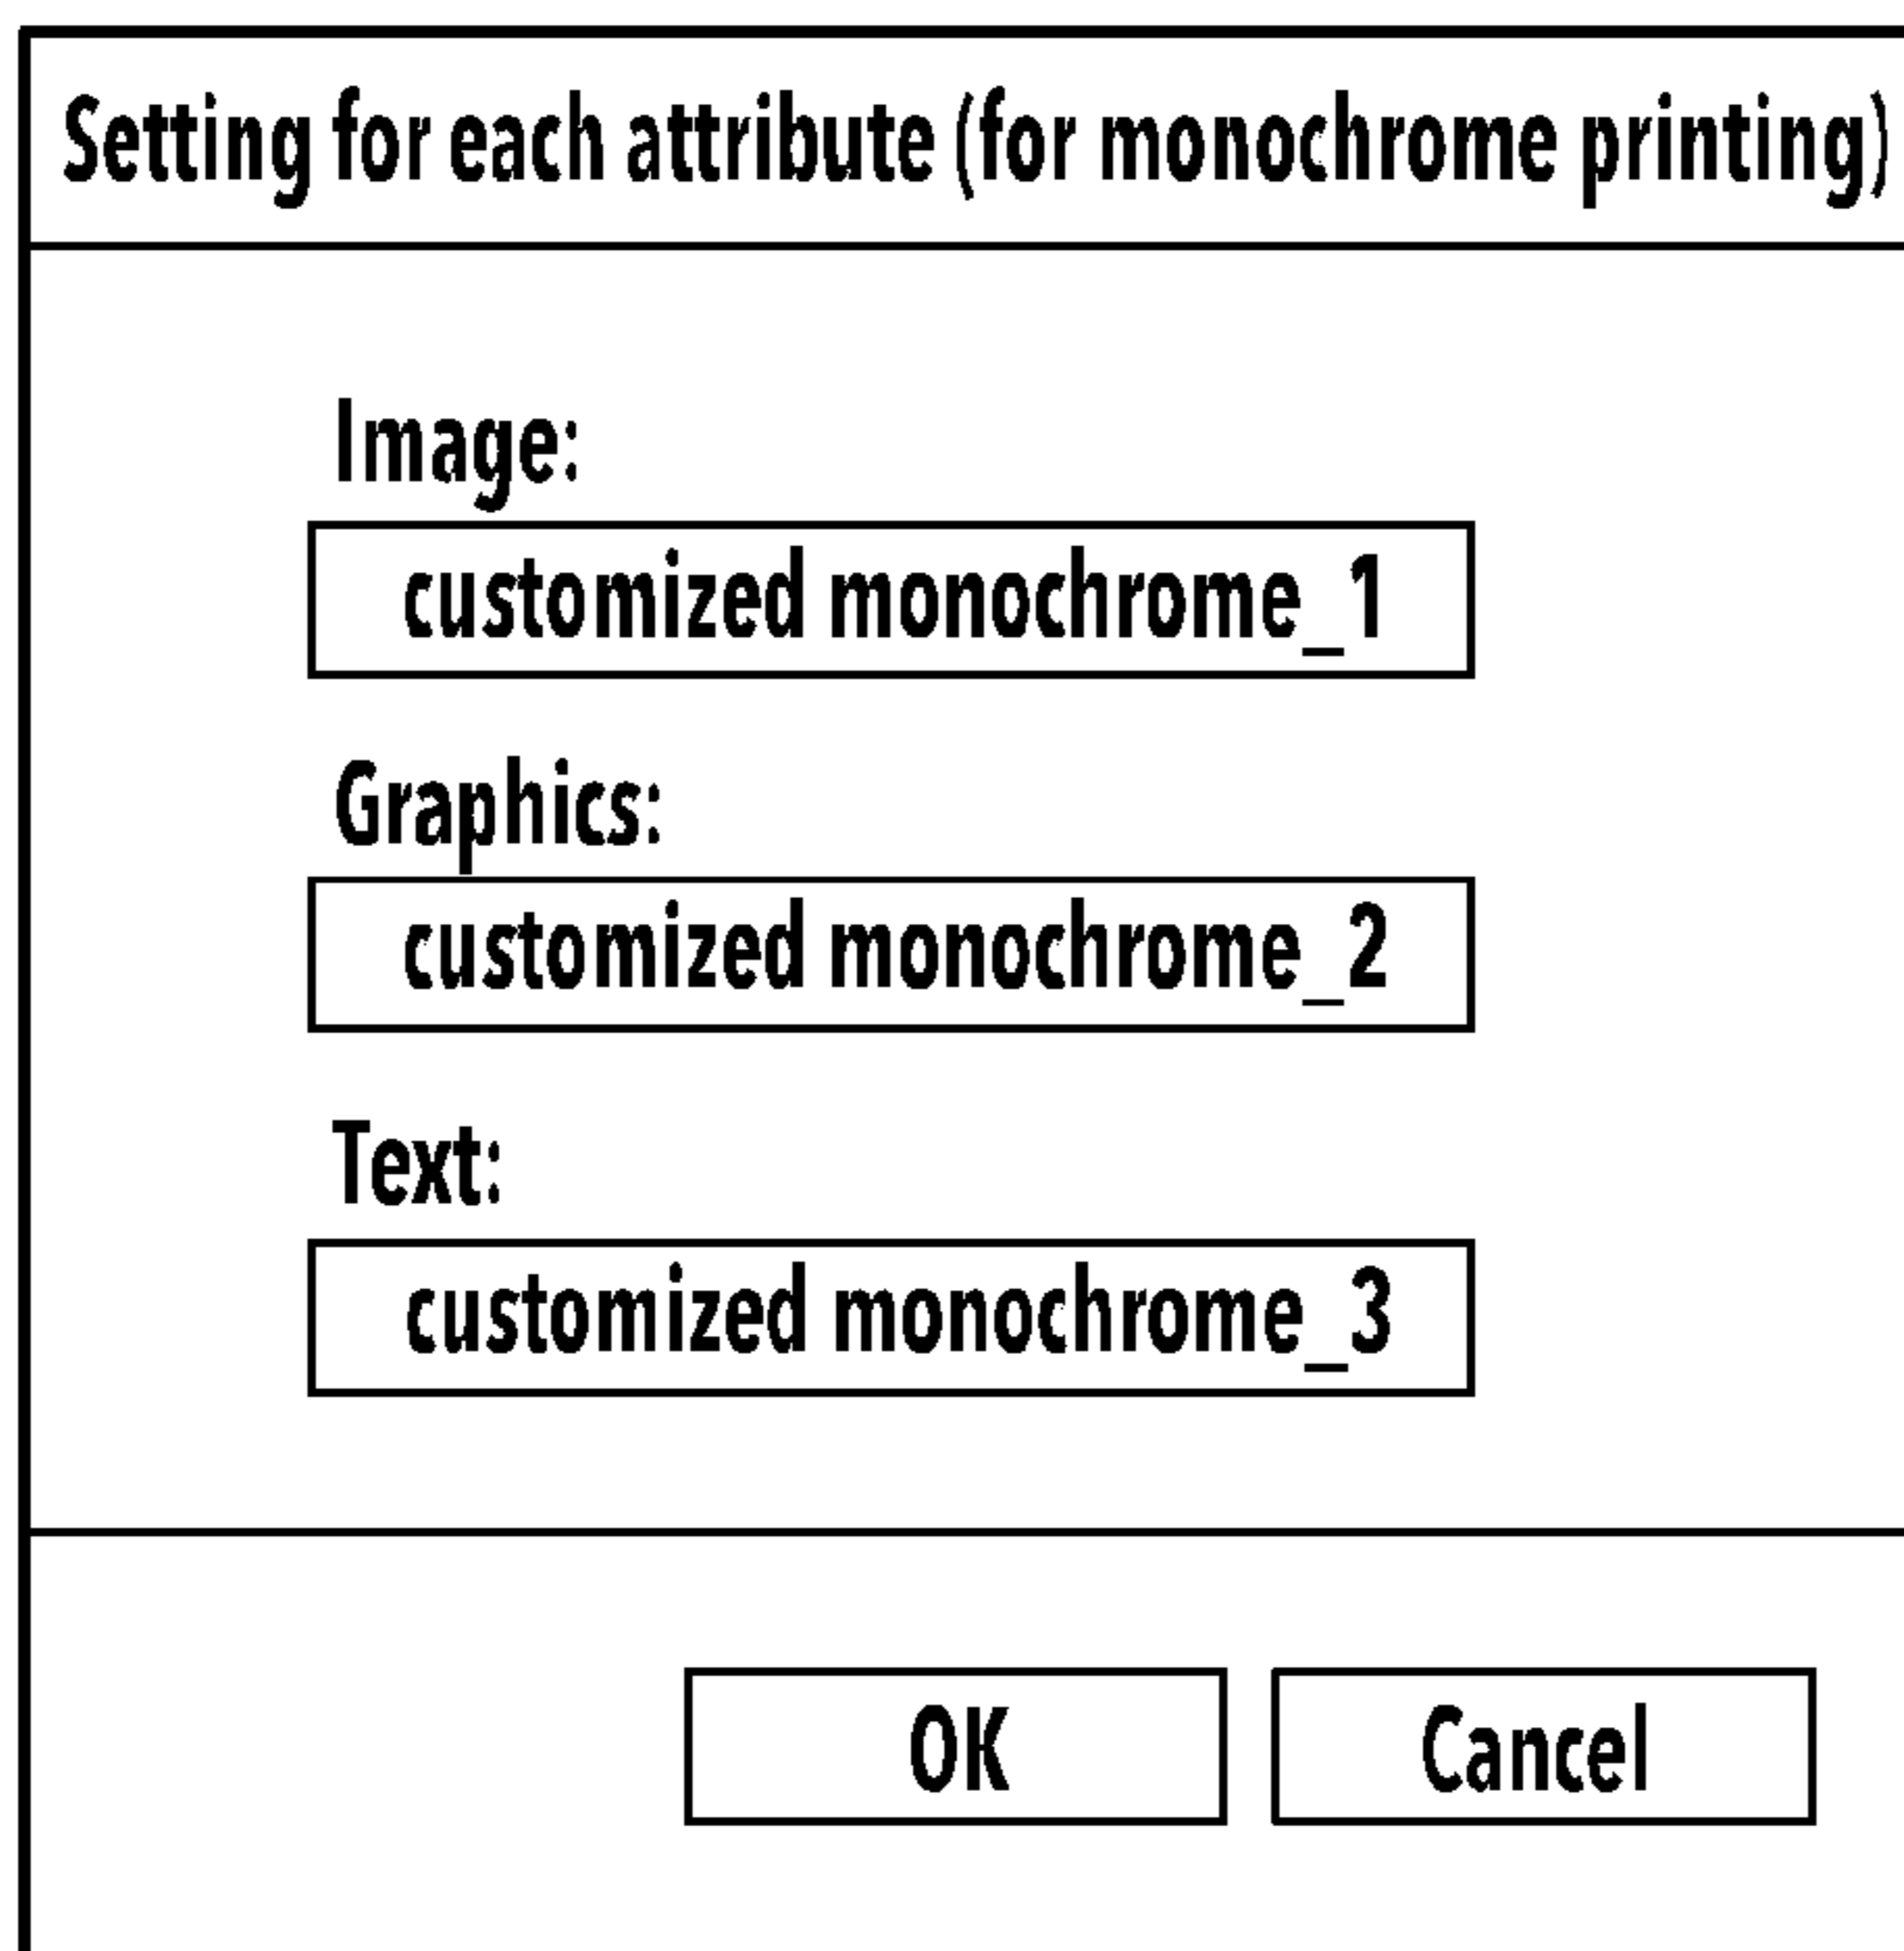 Setting for each attribute (for monochrome printing)
Image:
customized monochrome_1
Graphics:
customized monochrome_2
Text:
customized monochrome_3
OK Cancel